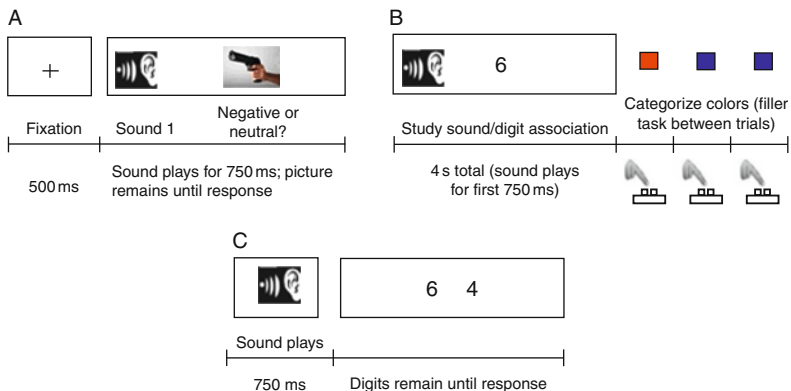 A
+
Negative or
neutral?
Fixation
Sound 1
500 ms
Sound plays for 750 ms; picture
remains until response
B
6
Categorize colors (filler
task between trials)
Study sound/digit association
4 s total (sound plays
for first 750 ms)
C
6 4
Sound plays
750 ms
Digits remain until response